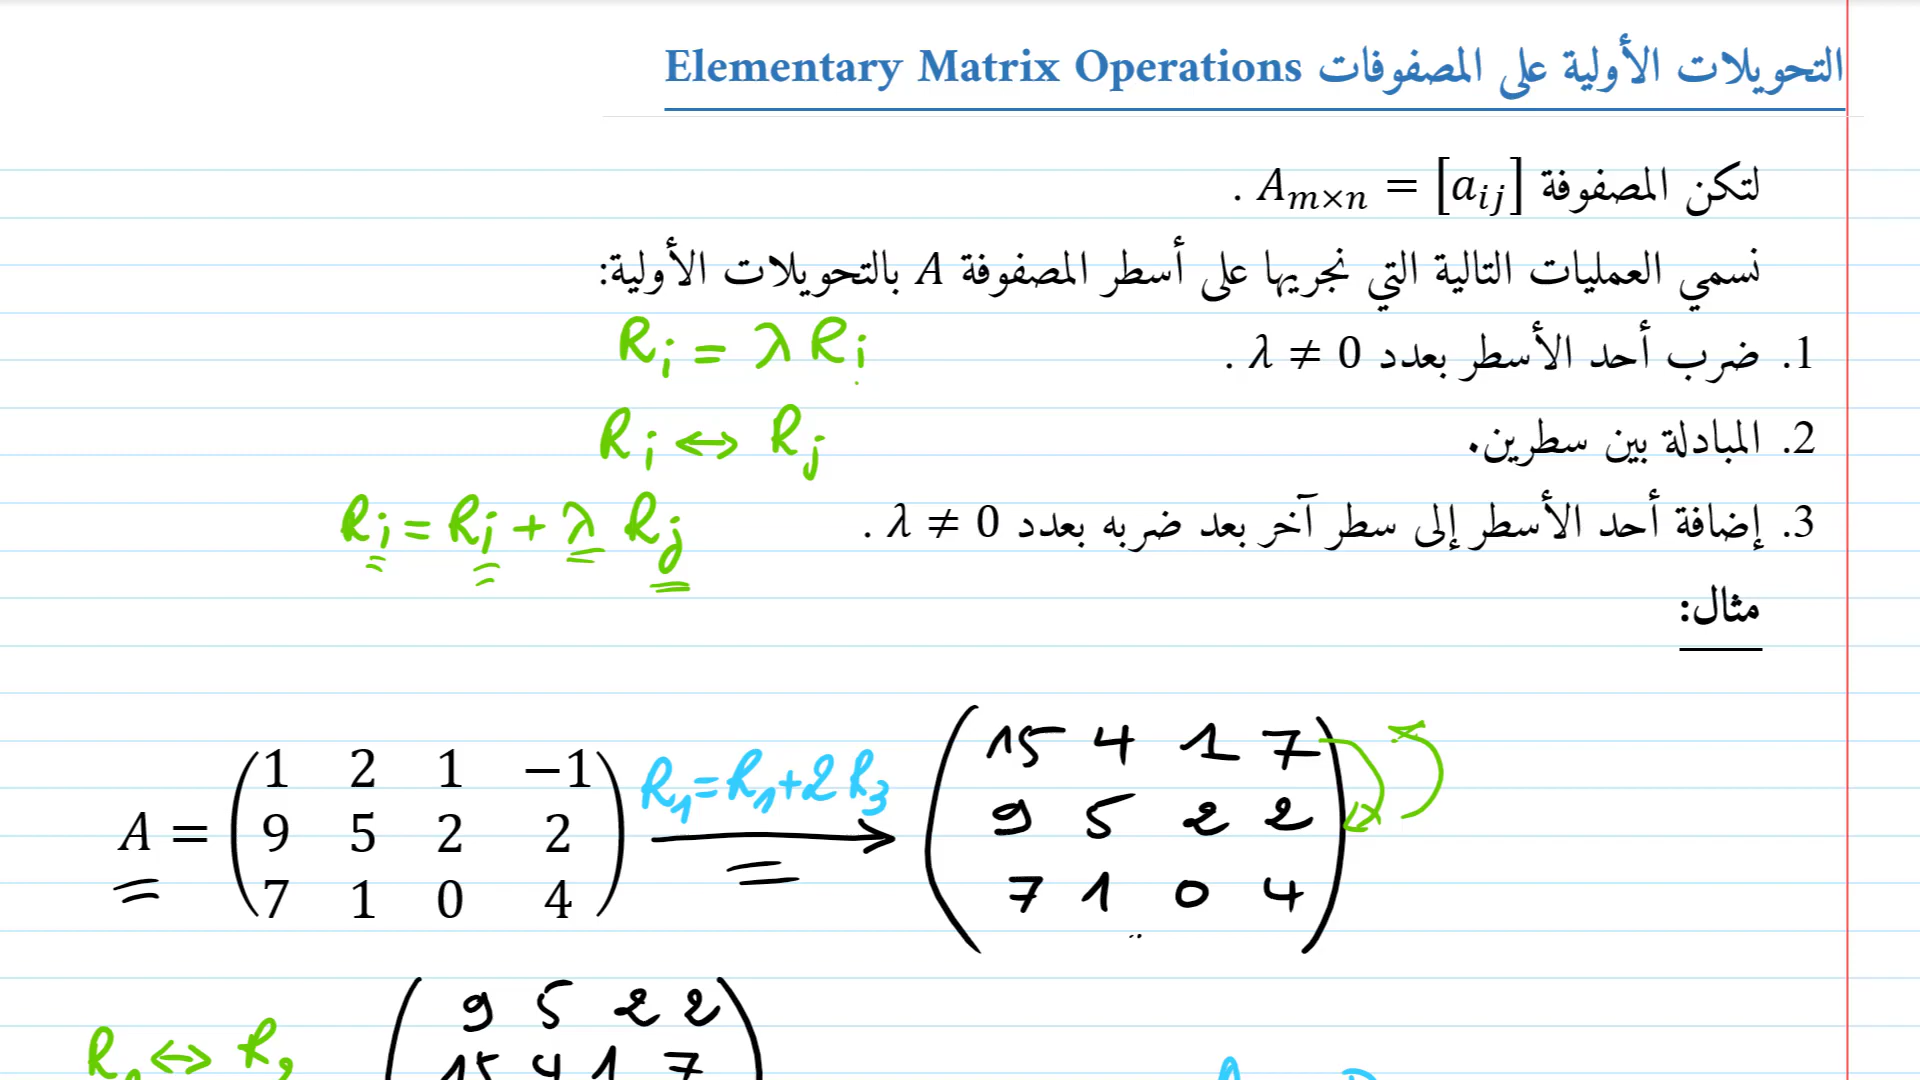 التحويلات الأولية على المصفوفات Elementary Matrix Operations
لتكن المصفوفة A_{m×n} = [a_{ij}] .
نسمي العمليات التالية التي نجريها على أسطر المصفوفة A بالتحويلات الأولية:
1. ضرب أحد الأسطر بعدد λ ≠ 0 .
R_i = λ R_i
2. المبادلة بين سطرين.
R_i ↔ R_j
3. إضافة أحد الأسطر إلى سطر آخر بعد ضربه بعدد λ ≠ 0 .
R_i = R_i + λ R_j
مثال:
A = (1 2 1 −1
9 5 2 2
7 1 0 4)
R_1 = R_1 + 2 R_3
(15 4 1 7
9 5 2 2
7 1 0 4)
(9 5 2 2
15 4 1 7